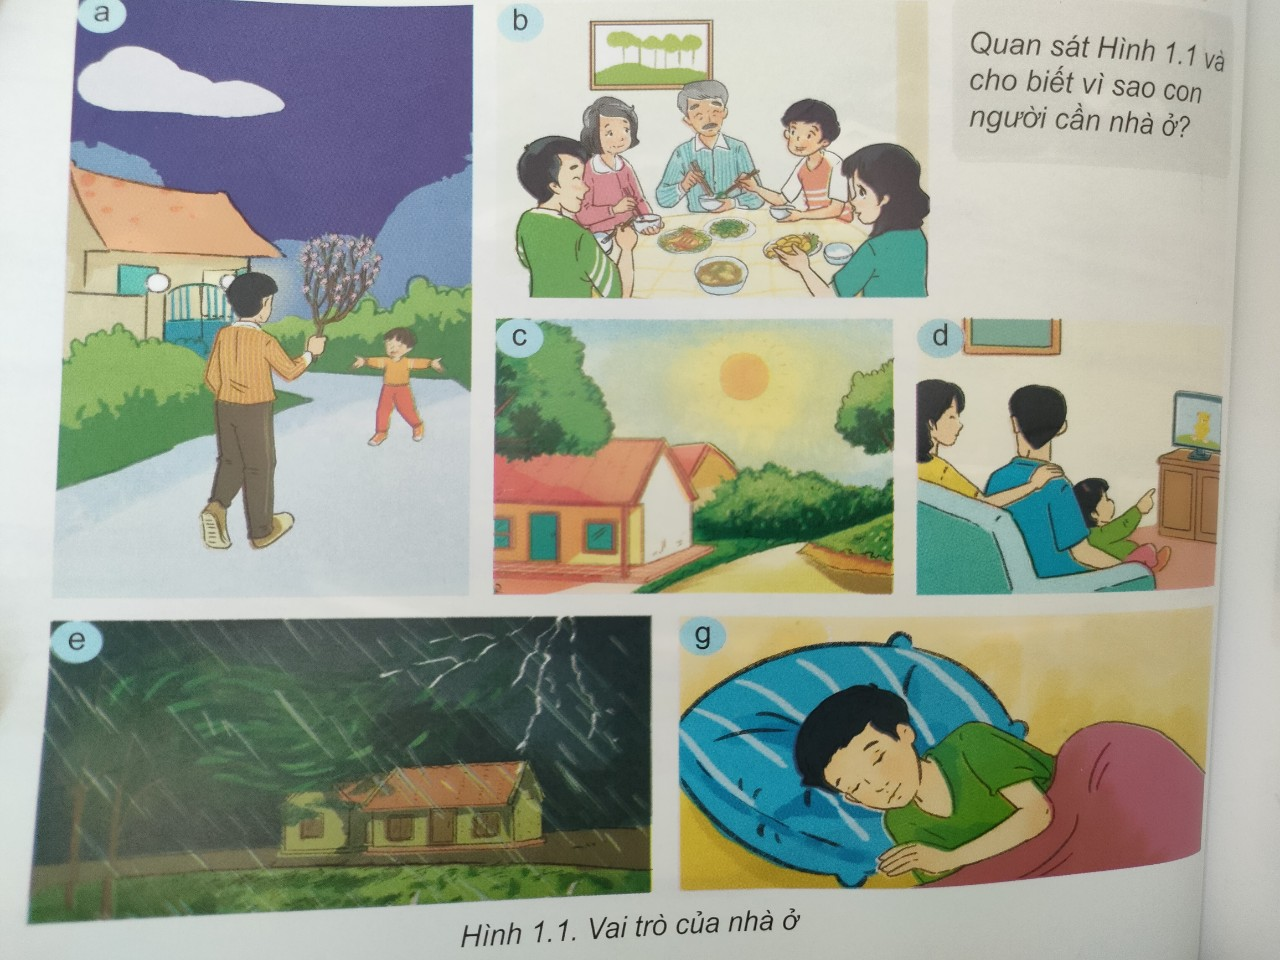 a
b
Quan sát Hình 1.1 và
cho biết vì sao con
người cần nhà ở?
c
d
e
g
Hình 1.1. Vai trò của nhà ở